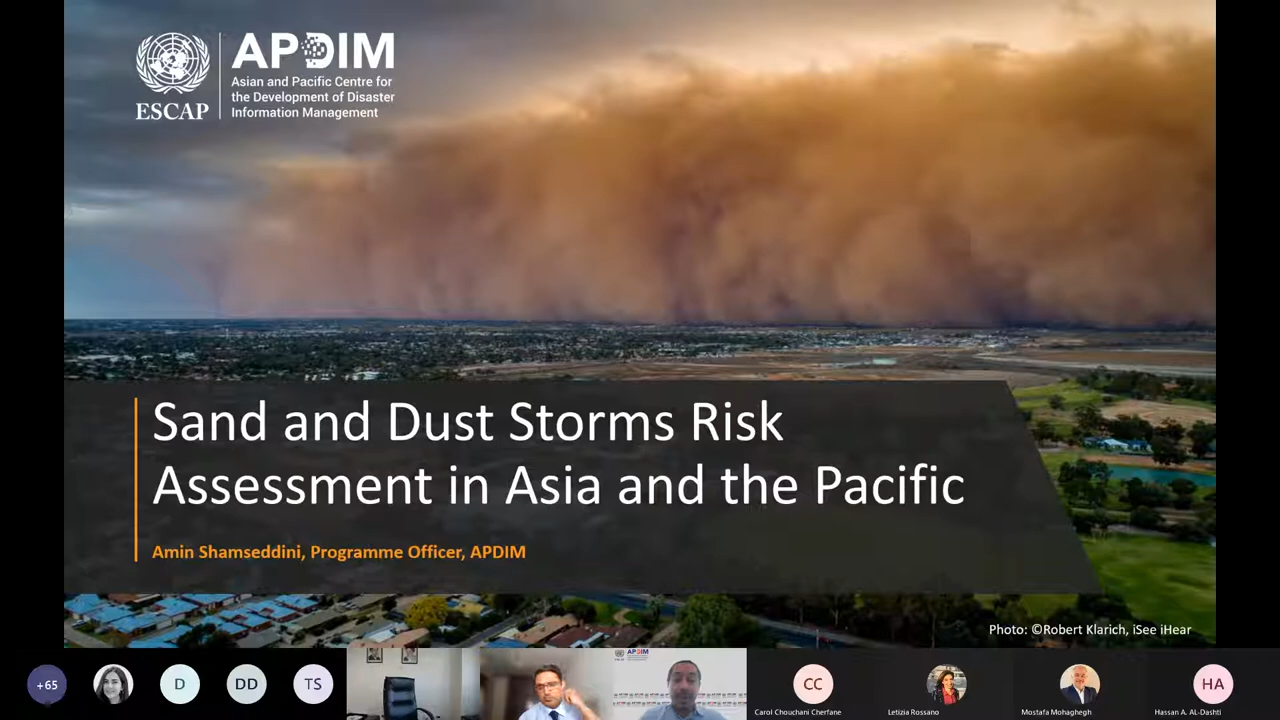 APDIM
Asian and Pacific Centre for
the Development of Disaster
Information Management
ESCAP
Sand and Dust Storms Risk
Assessment in Asia and the Pacific
Amin Shamseddini, Programme Officer, APDIM
Photo: ©Robert Klarich, iSee iHear
+65
D
DD
TS
APDIM
CC
HA
Carol Chouchani Cherfane
Letizia Rossano
Mostafa Mohaghegh
Hassan A. AL-Dashti